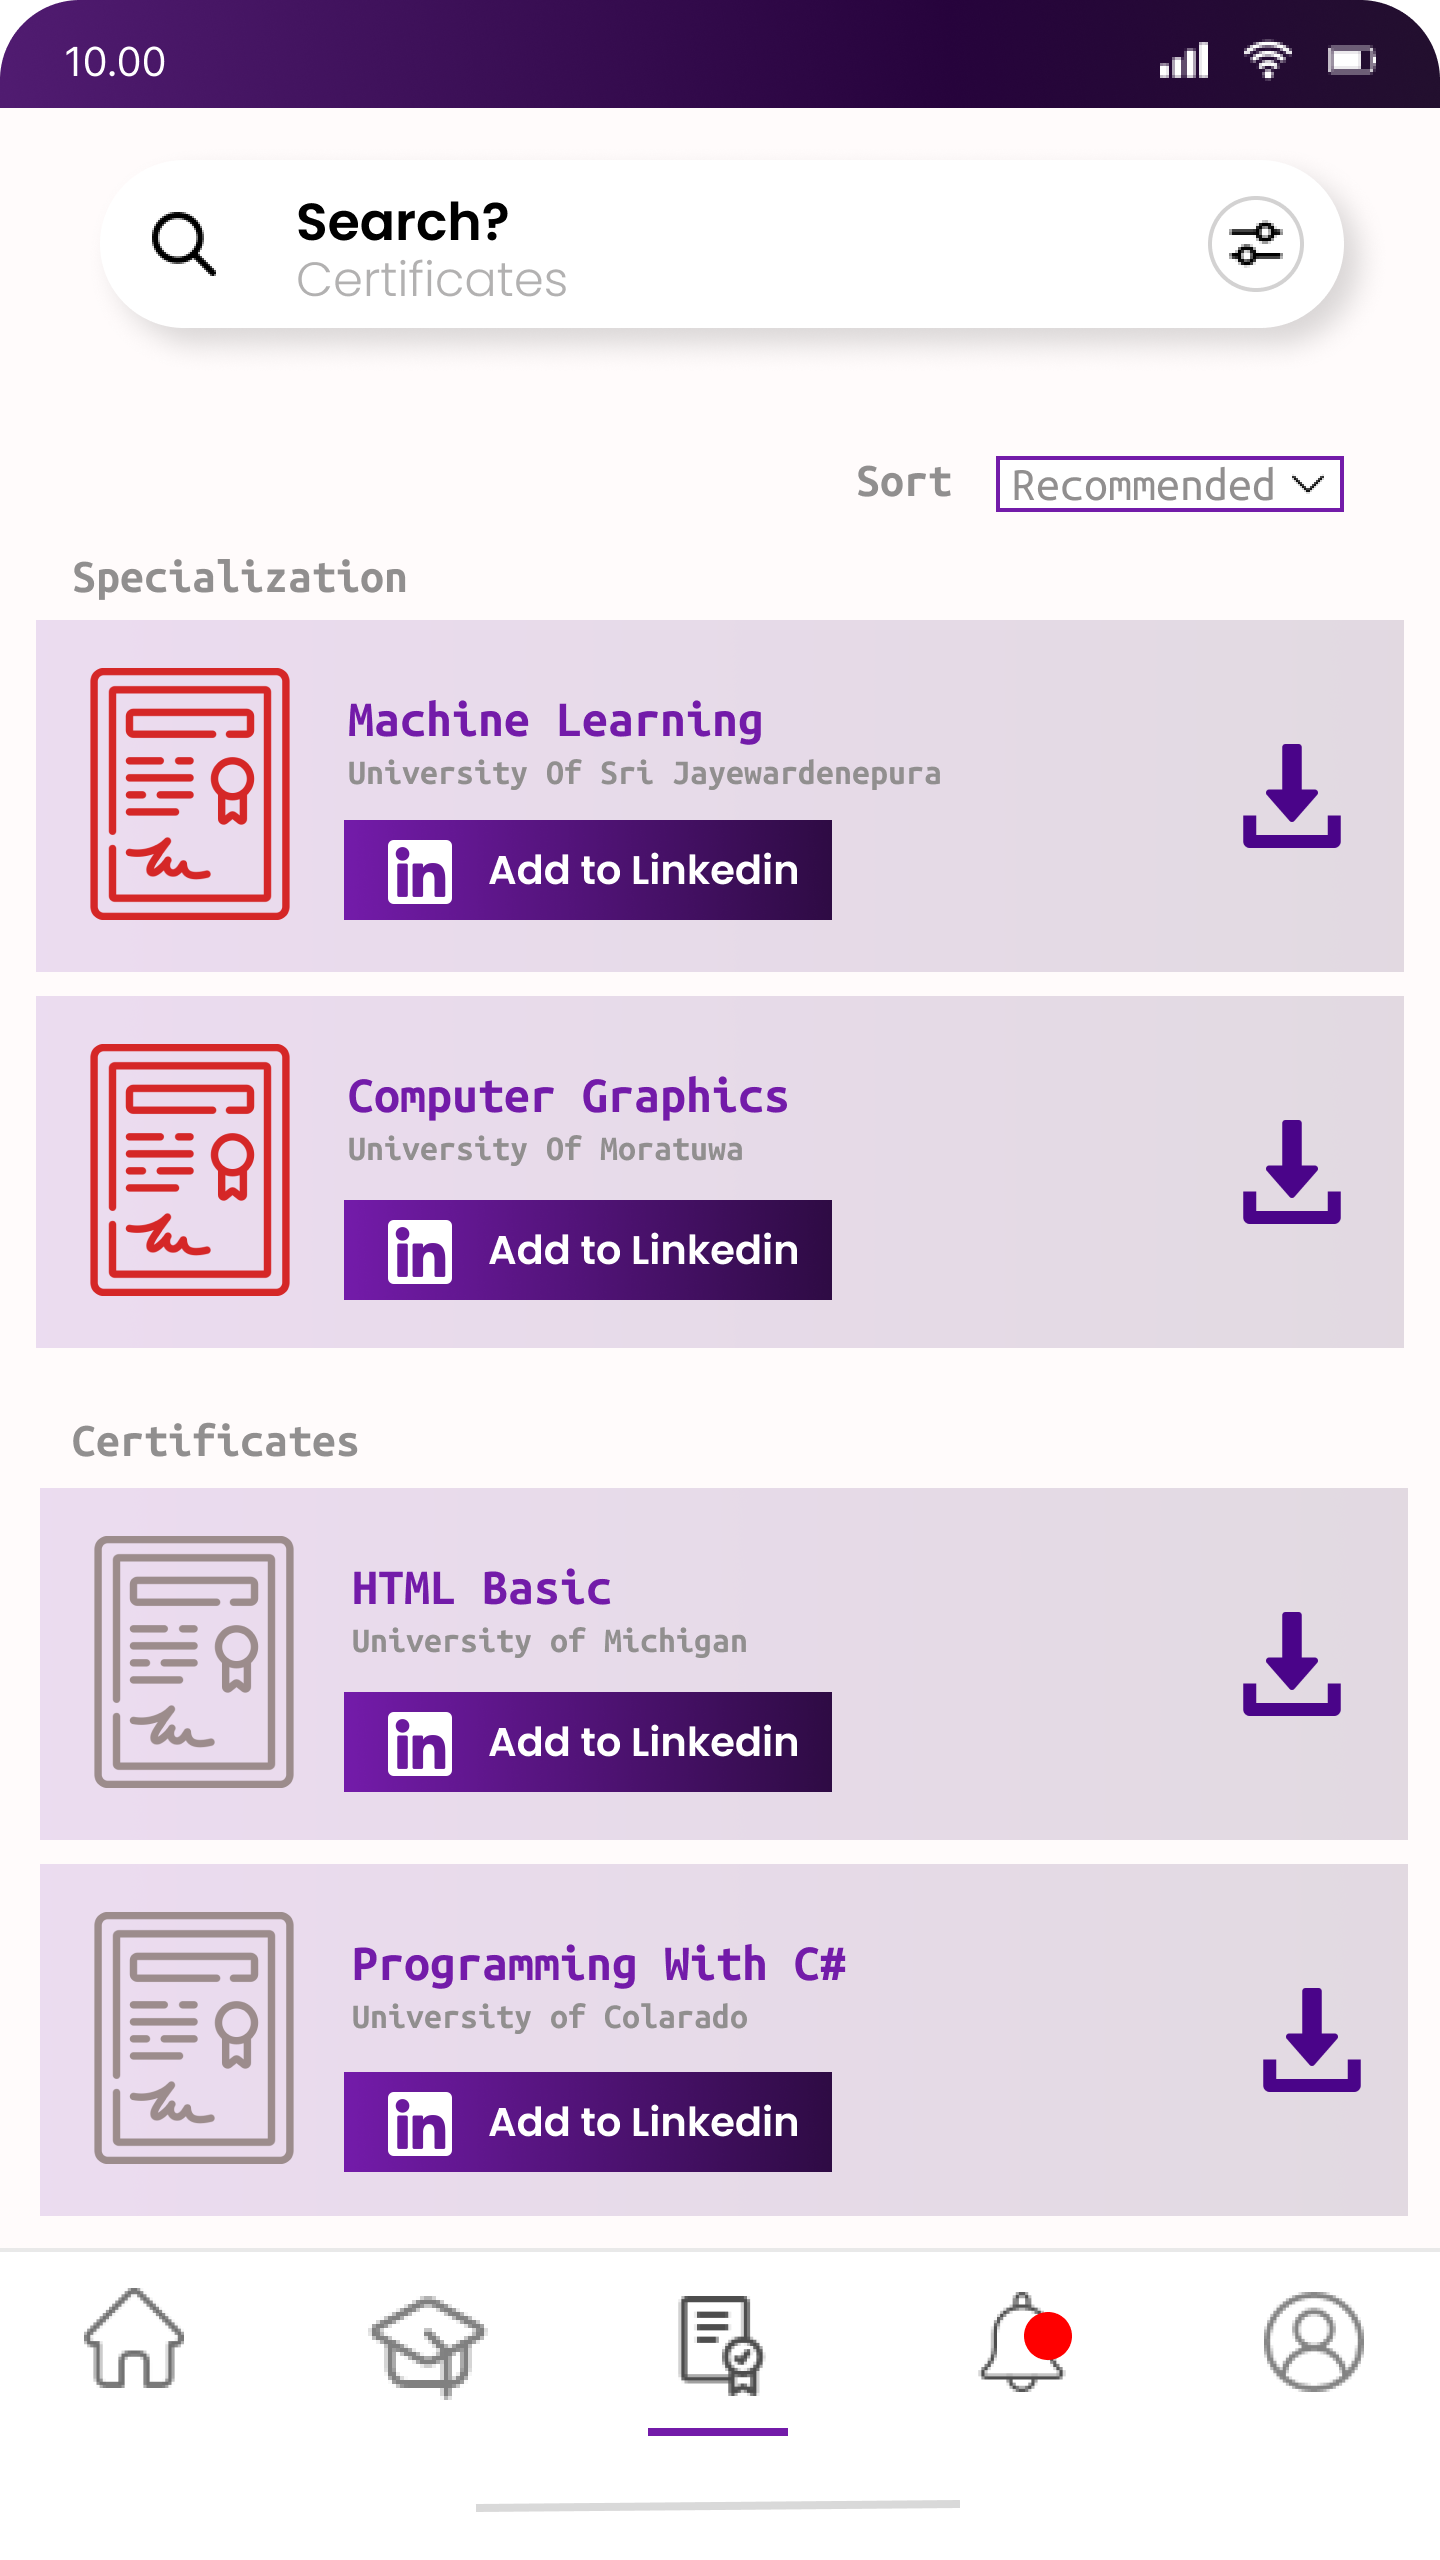 10.00
Search?
Certificates
Sort Recommended
Specialization
Machine Learning
University Of Sri Jayewardenepura
in Add to Linkedin
Computer Graphics
University Of Moratuwa
in Add to Linkedin
Certificates
HTML Basic
University of Michigan
in Add to Linkedin
Programming With C#
University of Colarado
in Add to Linkedin